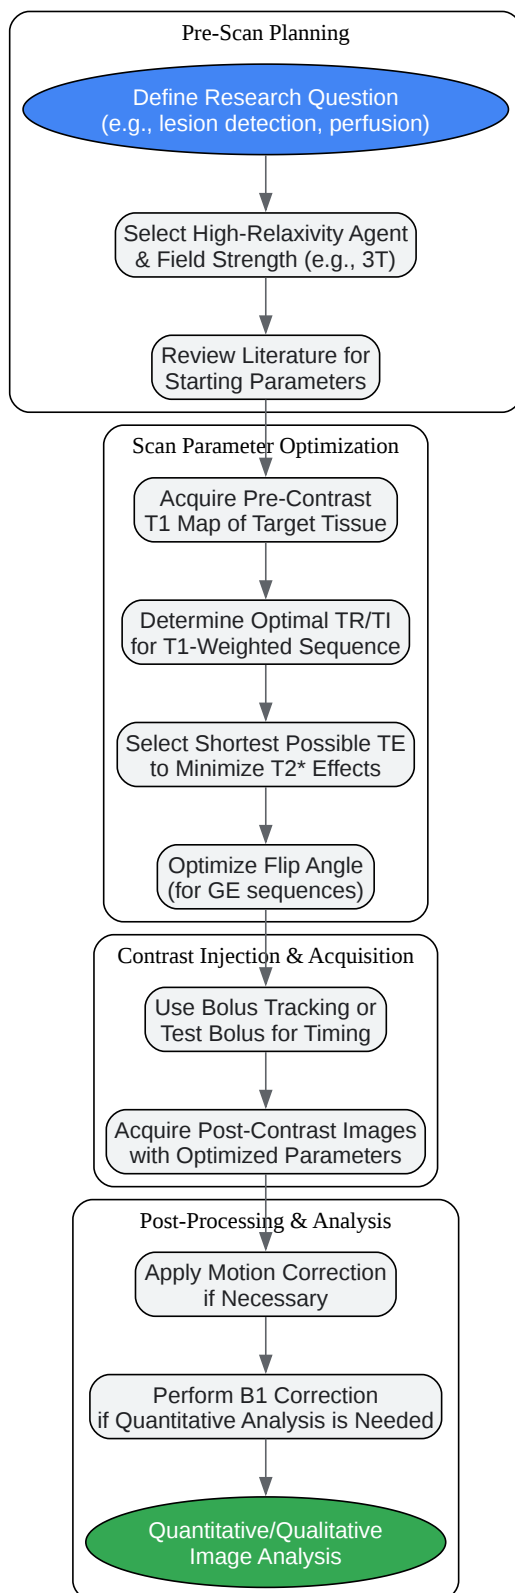 Pre-Scan Planning
Define Research Question
(e.g., lesion detection, perfusion)
Select High-Relaxivity Agent
& Field Strength (e.g., 3T)
Review Literature for
Starting Parameters
Scan Parameter Optimization
Acquire Pre-Contrast
T1 Map of Target Tissue
Determine Optimal TR/TI
for T1-Weighted Sequence
Select Shortest Possible TE
to Minimize T2* Effects
Optimize Flip Angle
(for GE sequences)
Contrast Injection & Acquisition
Use Bolus Tracking or
Test Bolus for Timing
Acquire Post-Contrast Images
with Optimized Parameters
Post-Processing & Analysis
Apply Motion Correction
if Necessary
Perform B1 Correction
if Quantitative Analysis is Needed
Quantitative/Qualitative
Image Analysis